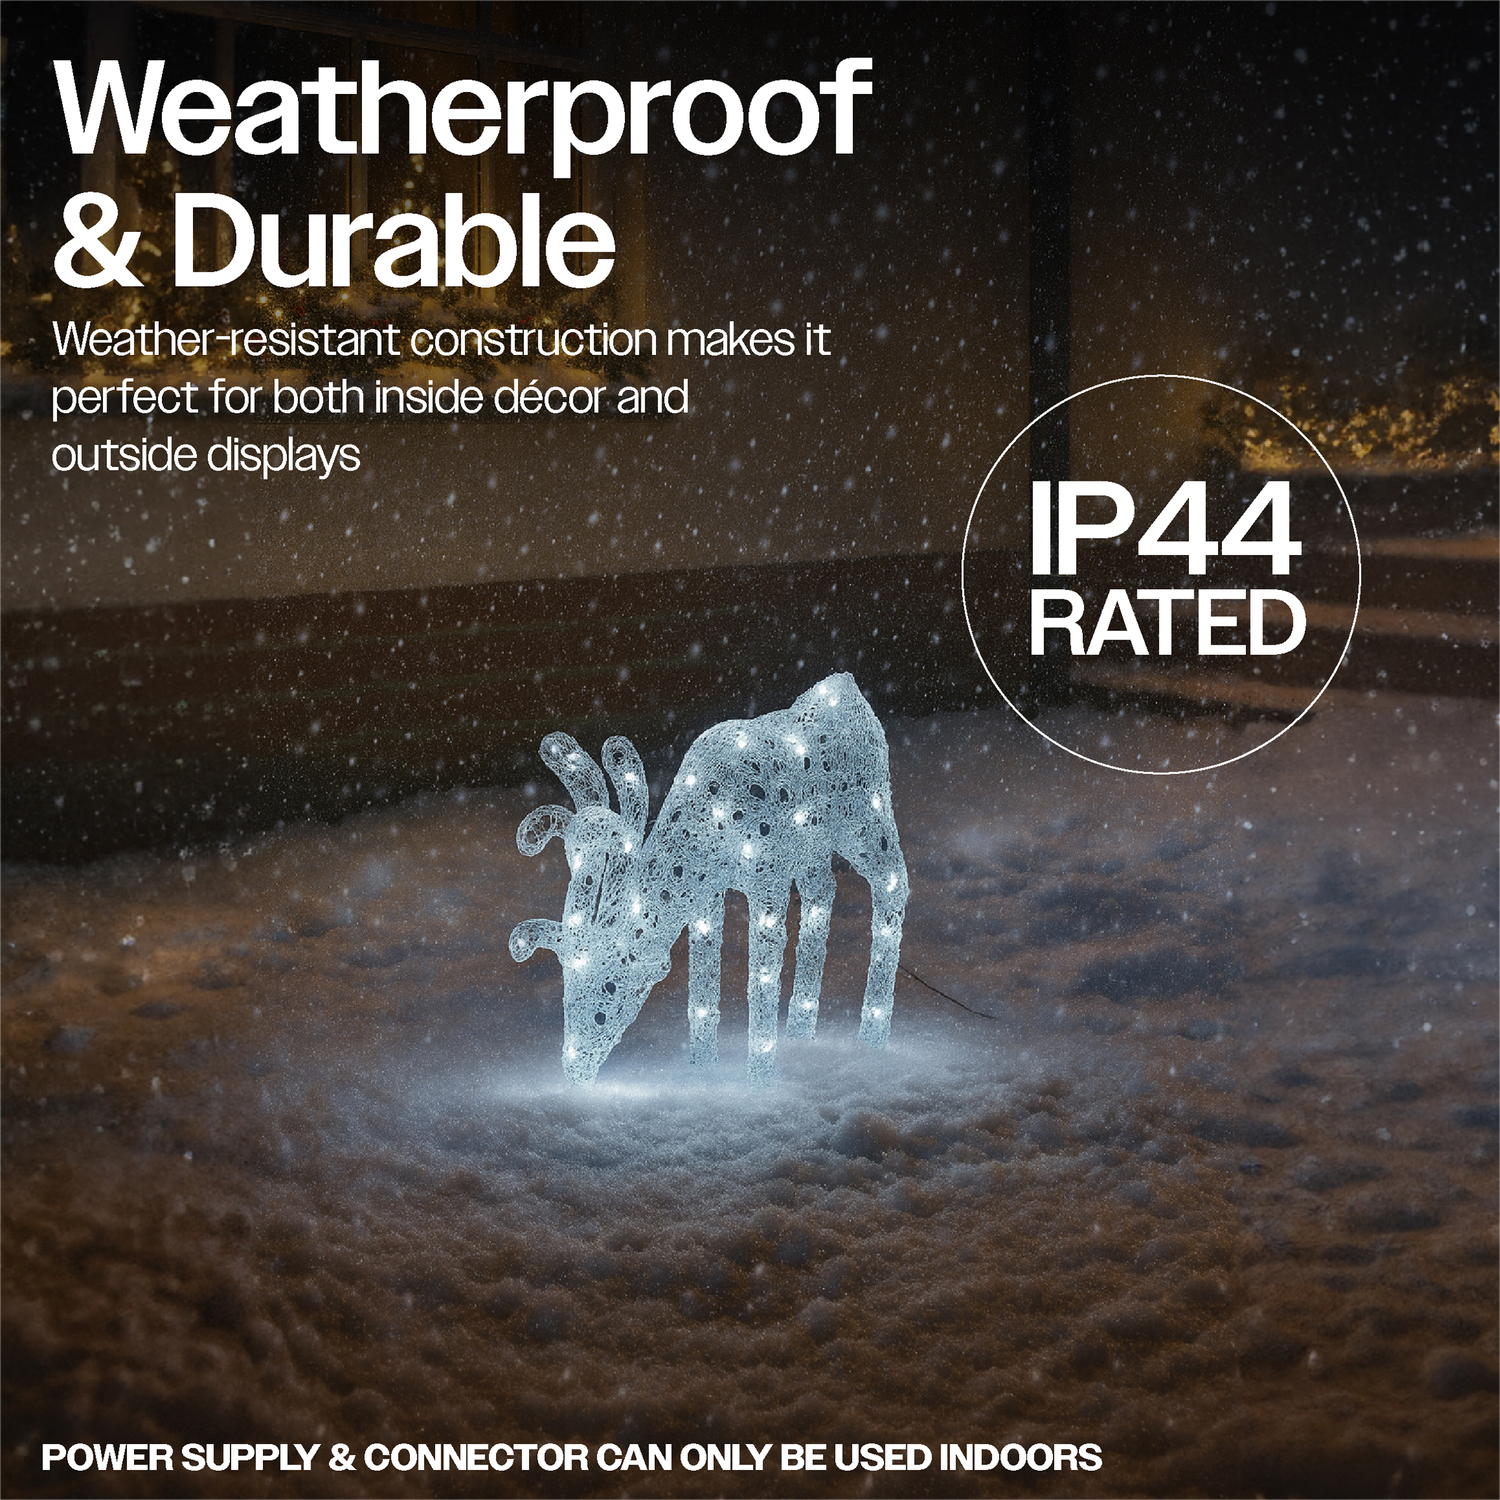 Weatherproof
& Durable
Weather-resistant construction makes it
perfect for both inside décor and
outside displays
IP44
RATED
POWER SUPPLY & CONNECTOR CAN ONLY BE USED INDOORS